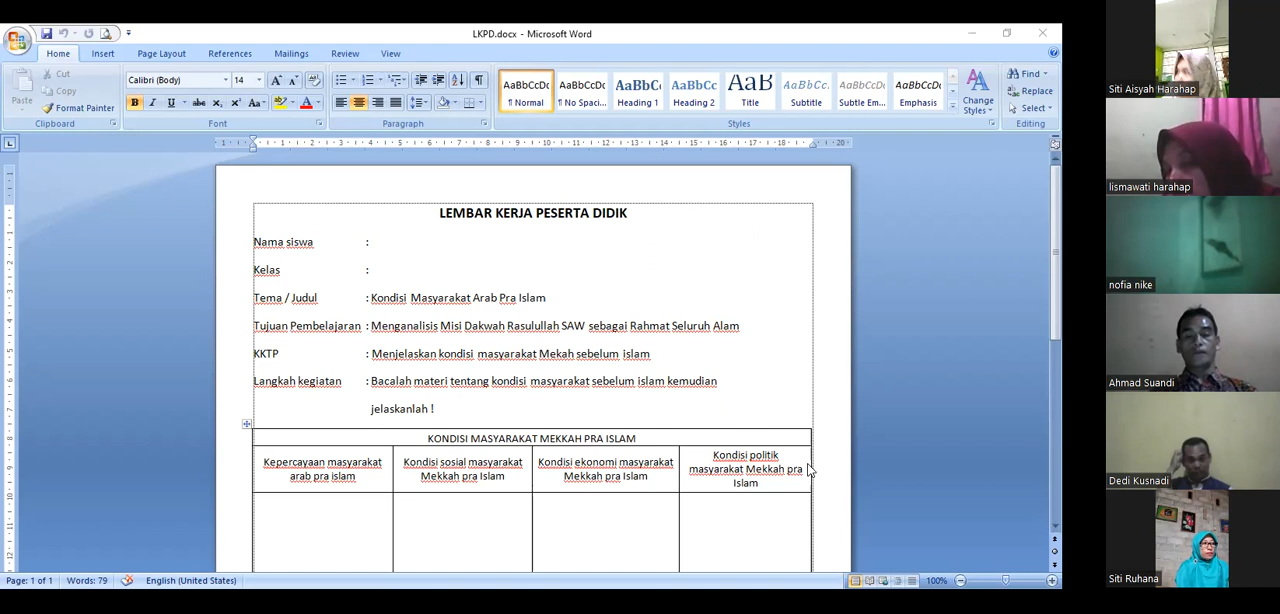 LKPD.docx - Microsoft Word
Home Insert Page Layout References Mailings Review View
Paste
Cut
Copy
Format Painter
Clipboard
Calibri (Body) 14
Font
Paragraph
AaBbCcDc AaBbCcDc AaBbC AaBbCc AaB AaBbCc. AaBbCcDc AaBbCcDc
¶ Normal ¶ No Spaci... Heading 1 Heading 2 Title Subtitle Subtle Em... Emphasis
Change Styles
Styles
Find
Replace
Select
Editing
LEMBAR KERJA PESERTA DIDIK
Nama siswa :
Kelas :
Tema / Judul : Kondisi Masyarakat Arab Pra Islam
Tujuan Pembelajaran : Menganalisis Misi Dakwah Rasulullah SAW sebagai Rahmat Seluruh Alam
KKTP : Menjelaskan kondisi masyarakat Mekah sebelum islam
Langkah kegiatan : Bacalah materi tentang kondisi masyarakat sebelum islam kemudian
jelaskanlah !
KONDISI MASYARAKAT MEKKAH PRA ISLAM
Kepercayaan masyarakat
arab pra islam
Kondisi sosial masyarakat
Mekkah pra Islam
Kondisi ekonomi masyarakat
Mekkah pra Islam
Kondisi politik
masyarakat Mekkah pra
Islam
Page: 1 of 1 Words: 79 English (United States) 100%
Siti Aisyah Harahap
lismawati harahap
nofia nike
Ahmad Suandi
Dedi Kusnadi
Siti Ruhana